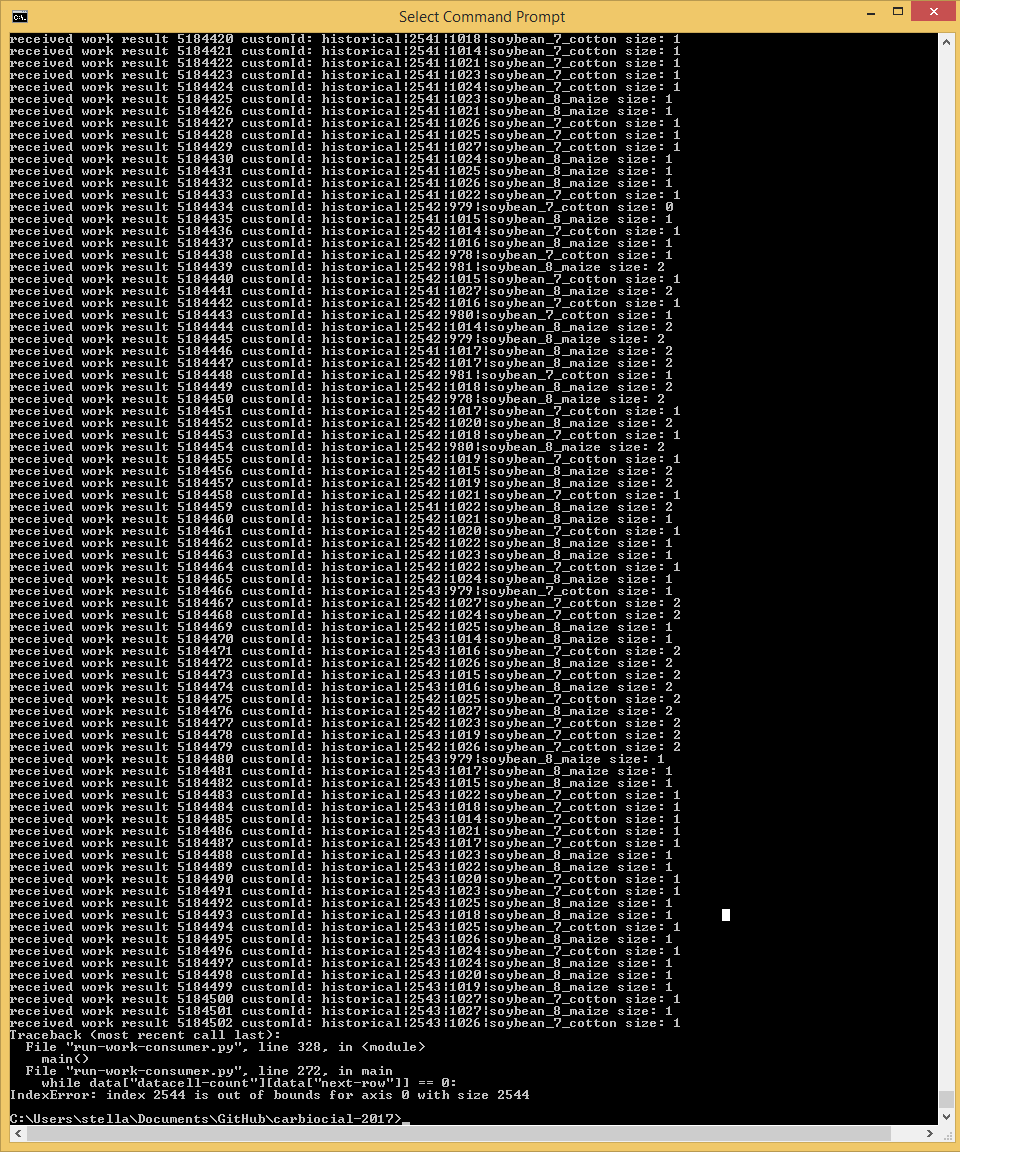 Select Command Prompt
received work result 5184420 customId: historical|2541|1018|soybean_7_cotton size: 1
received work result 5184421 customId: historical|2541|1014|soybean_7_cotton size: 1
received work result 5184422 customId: historical|2541|1021|soybean_7_cotton size: 1
received work result 5184423 customId: historical|2541|1023|soybean_7_cotton size: 1
received work result 5184424 customId: historical|2541|1024|soybean_7_cotton size: 1
received work result 5184425 customId: historical|2541|1023|soybean_8_maize size: 1
received work result 5184426 customId: historical|2541|1021|soybean_8_maize size: 1
received work result 5184427 customId: historical|2541|1026|soybean_7_cotton size: 1
received work result 5184428 customId: historical|2541|1025|soybean_7_cotton size: 1
received work result 5184429 customId: historical|2541|1027|soybean_7_cotton size: 1
received work result 5184430 customId: historical|2541|1024|soybean_8_maize size: 1
received work result 5184431 customId: historical|2541|1025|soybean_8_maize size: 1
received work result 5184432 customId: historical|2541|1026|soybean_8_maize size: 1
received work result 5184433 customId: historical|2541|1022|soybean_7_cotton size: 1
received work result 5184434 customId: historical|2542|979|soybean_7_cotton size: 0
received work result 5184435 customId: historical|2541|1015|soybean_8_maize size: 1
received work result 5184436 customId: historical|2542|1014|soybean_7_cotton size: 1
received work result 5184437 customId: historical|2542|1016|soybean_8_maize size: 1
received work result 5184438 customId: historical|2542|978|soybean_7_cotton size: 1
received work result 5184439 customId: historical|2542|981|soybean_8_maize size: 2
received work result 5184440 customId: historical|2542|1015|soybean_7_cotton size: 1
received work result 5184441 customId: historical|2541|1027|soybean_8_maize size: 2
received work result 5184442 customId: historical|2542|1016|soybean_7_cotton size: 1
received work result 5184443 customId: historical|2542|980|soybean_7_cotton size: 1
received work result 5184444 customId: historical|2542|1014|soybean_8_maize size: 2
received work result 5184445 customId: historical|2542|979|soybean_8_maize size: 2
received work result 5184446 customId: historical|2541|1017|soybean_8_maize size: 2
received work result 5184447 customId: historical|2542|1017|soybean_8_maize size: 2
received work result 5184448 customId: historical|2542|981|soybean_7_cotton size: 1
received work result 5184449 customId: historical|2542|1018|soybean_8_maize size: 2
received work result 5184450 customId: historical|2542|978|soybean_8_maize size: 2
received work result 5184451 customId: historical|2542|1017|soybean_7_cotton size: 1
received work result 5184452 customId: historical|2542|1020|soybean_8_maize size: 2
received work result 5184453 customId: historical|2542|1018|soybean_7_cotton size: 1
received work result 5184454 customId: historical|2542|980|soybean_8_maize size: 2
received work result 5184455 customId: historical|2542|1019|soybean_7_cotton size: 1
received work result 5184456 customId: historical|2542|1015|soybean_8_maize size: 2
received work result 5184457 customId: historical|2542|1019|soybean_8_maize size: 2
received work result 5184458 customId: historical|2542|1021|soybean_7_cotton size: 1
received work result 5184459 customId: historical|2541|1022|soybean_8_maize size: 2
received work result 5184460 customId: historical|2542|1021|soybean_8_maize size: 1
received work result 5184461 customId: historical|2542|1020|soybean_7_cotton size: 1
received work result 5184462 customId: historical|2542|1022|soybean_8_maize size: 1
received work result 5184463 customId: historical|2542|1023|soybean_8_maize size: 1
received work result 5184464 customId: historical|2542|1022|soybean_7_cotton size: 1
received work result 5184465 customId: historical|2542|1024|soybean_8_maize size: 1
received work result 5184466 customId: historical|2543|979|soybean_7_cotton size: 1
received work result 5184467 customId: historical|2542|1027|soybean_7_cotton size: 2
received work result 5184468 customId: historical|2542|1024|soybean_7_cotton size: 2
received work result 5184469 customId: historical|2542|1025|soybean_8_maize size: 1
received work result 5184470 customId: historical|2543|1014|soybean_8_maize size: 1
received work result 5184471 customId: historical|2543|1016|soybean_7_cotton size: 2
received work result 5184472 customId: historical|2542|1026|soybean_8_maize size: 2
received work result 5184473 customId: historical|2543|1015|soybean_7_cotton size: 2
received work result 5184474 customId: historical|2543|1016|soybean_8_maize size: 2
received work result 5184475 customId: historical|2542|1025|soybean_7_cotton size: 2
received work result 5184476 customId: historical|2542|1027|soybean_8_maize size: 2
received work result 5184477 customId: historical|2542|1023|soybean_7_cotton size: 2
received work result 5184478 customId: historical|2543|1019|soybean_7_cotton size: 2
received work result 5184479 customId: historical|2542|1026|soybean_7_cotton size: 2
received work result 5184480 customId: historical|2543|979|soybean_8_maize size: 1
received work result 5184481 customId: historical|2543|1017|soybean_8_maize size: 1
received work result 5184482 customId: historical|2543|1015|soybean_8_maize size: 1
received work result 5184483 customId: historical|2543|1022|soybean_7_cotton size: 1
received work result 5184484 customId: historical|2543|1018|soybean_7_cotton size: 1
received work result 5184485 customId: historical|2543|1014|soybean_7_cotton size: 1
received work result 5184486 customId: historical|2543|1021|soybean_7_cotton size: 1
received work result 5184487 customId: historical|2543|1017|soybean_7_cotton size: 1
received work result 5184488 customId: historical|2543|1023|soybean_8_maize size: 1
received work result 5184489 customId: historical|2543|1022|soybean_8_maize size: 1
received work result 5184490 customId: historical|2543|1020|soybean_7_cotton size: 1
received work result 5184491 customId: historical|2543|1023|soybean_7_cotton size: 1
received work result 5184492 customId: historical|2543|1025|soybean_8_maize size: 1
received work result 5184493 customId: historical|2543|1018|soybean_8_maize size: 1
received work result 5184494 customId: historical|2543|1025|soybean_7_cotton size: 1
received work result 5184495 customId: historical|2543|1026|soybean_8_maize size: 1
received work result 5184496 customId: historical|2543|1024|soybean_7_cotton size: 1
received work result 5184497 customId: historical|2543|1024|soybean_8_maize size: 1
received work result 5184498 customId: historical|2543|1020|soybean_8_maize size: 1
received work result 5184499 customId: historical|2543|1019|soybean_8_maize size: 1
received work result 5184500 customId: historical|2543|1027|soybean_7_cotton size: 1
received work result 5184501 customId: historical|2543|1027|soybean_8_maize size: 1
received work result 5184502 customId: historical|2543|1026|soybean_7_cotton size: 1
Traceback (most recent call last):
  File "run-work-consumer.py", line 328, in <module>
    main()
  File "run-work-consumer.py", line 272, in main
    while data["datacell-count"][data["next-row"]] == 0:
IndexError: index 2544 is out of bounds for axis 0 with size 2544
C:\Users\stella\Documents\GitHub\carbiocial-2017>_